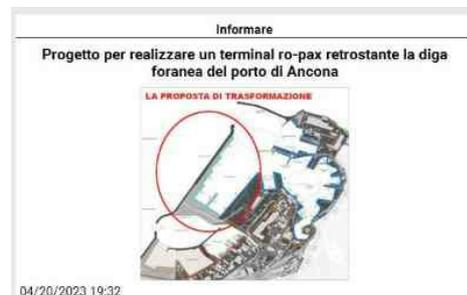 Informare
Progetto per realizzare un terminal ro-pax retrostante la diga
foranea del porto di Ancona
LA PROPOSTA DI TRASFORMAZIONE
04/20/2023 19:32